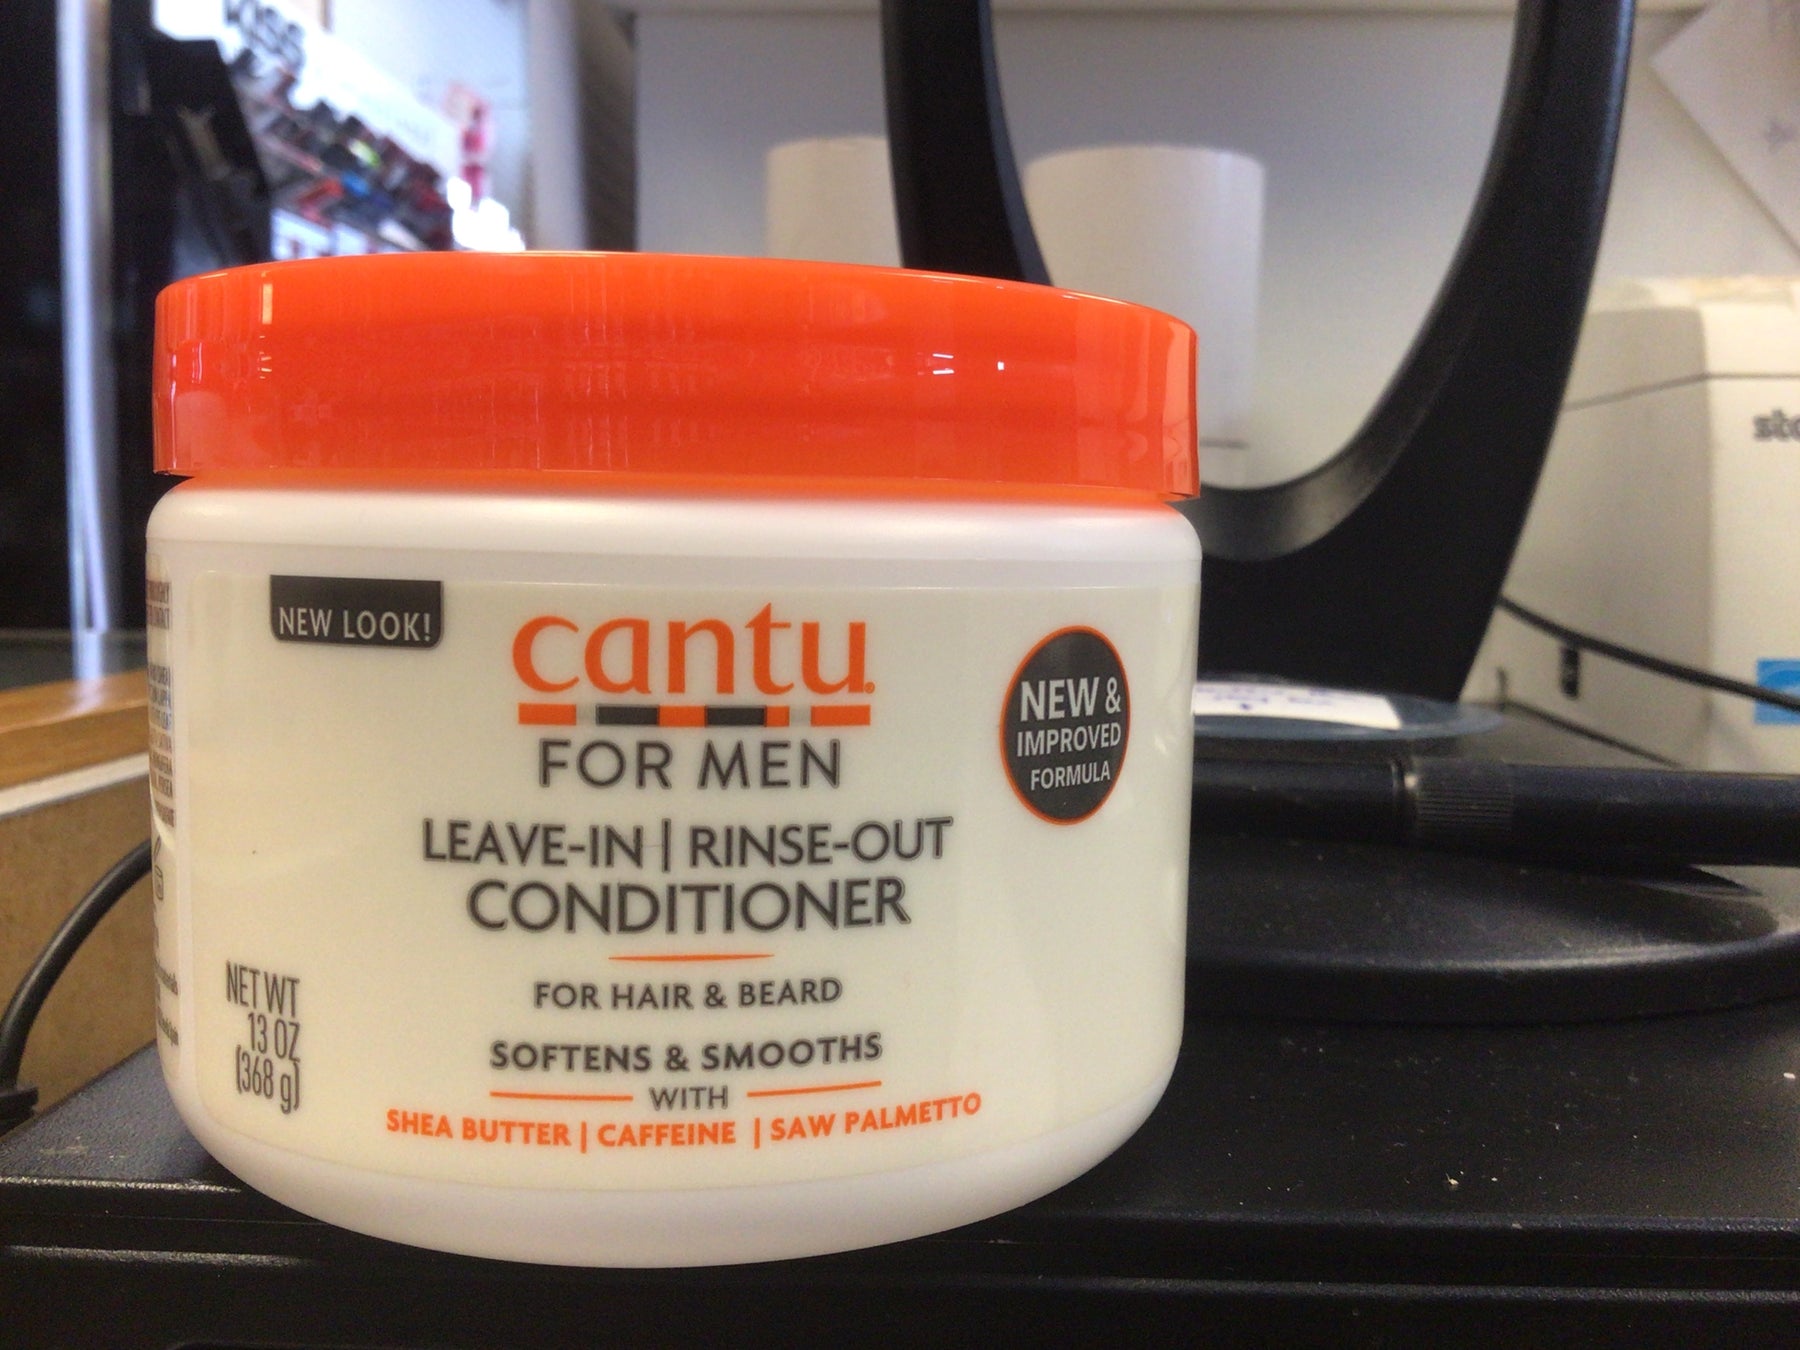 KISS
NEW LOOK!
cantu®
FOR MEN
NEW &
IMPROVED
FORMULA
LEAVE-IN | RINSE-OUT
CONDITIONER
FOR HAIR & BEARD
SOFTENS & SMOOTHS
WITH
SHEA BUTTER | CAFFEINE | SAW PALMETTO
NET WT
13 OZ
(368 g)